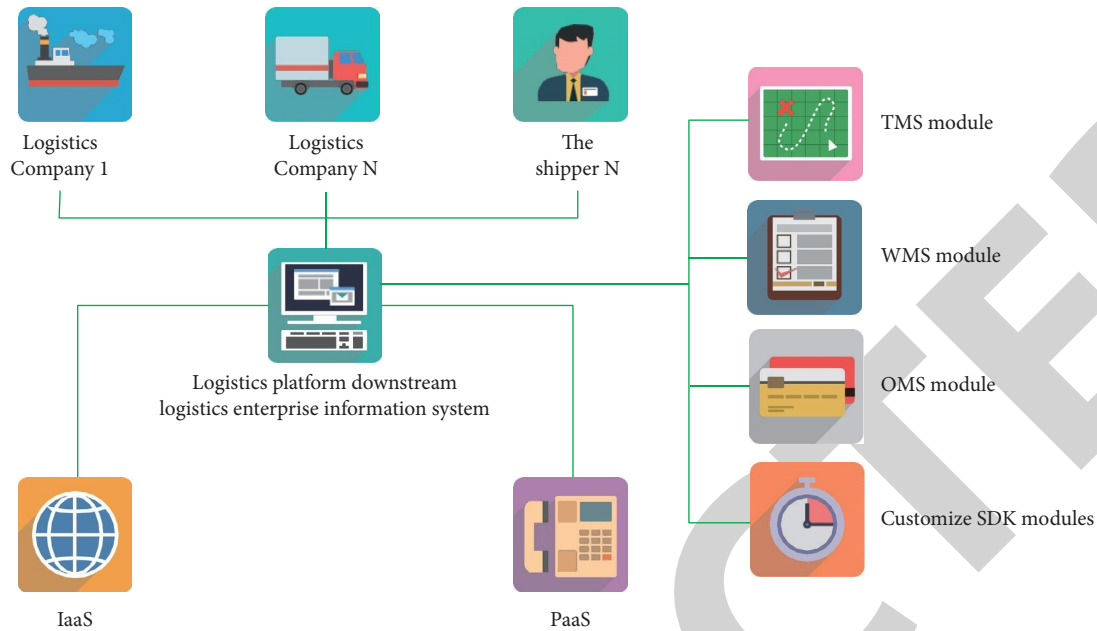 Logistics
Company 1
Logistics
Company N
The
shipper N
TMS module
WMS module
Logistics platform downstream
logistics enterprise information system
OMS module
Customize SDK modules
IaaS
PaaS
CTE